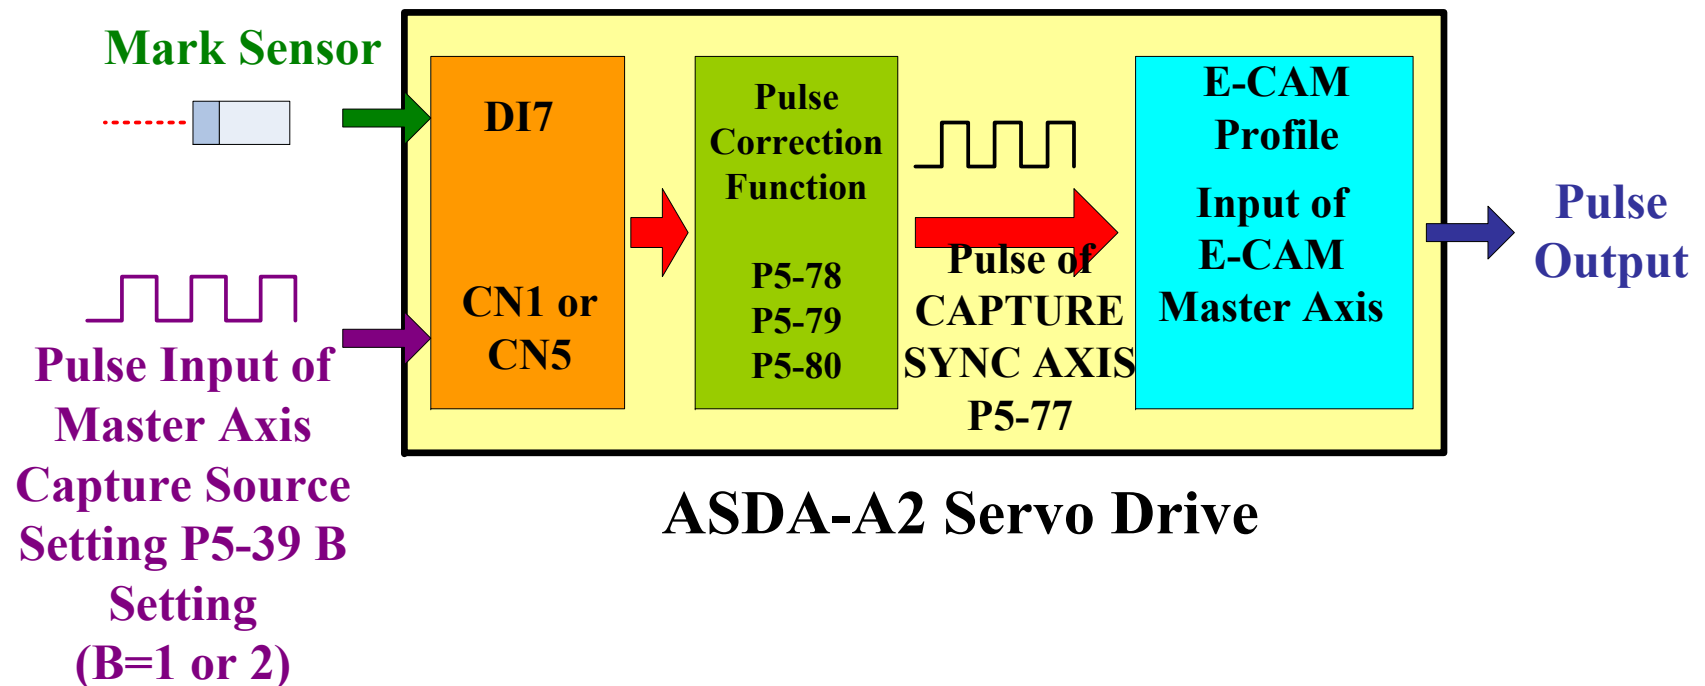 Mark Sensor
DI7
CN1 or
CN5
Pulse
Correction
Function
P5-78
P5-79
P5-80
Pulse of
CAPTURE
SYNC AXIS
P5-77
E-CAM
Profile
Input of
E-CAM
Master Axis
Pulse
Output
Pulse Input of
Master Axis
Capture Source
Setting P5-39 B
Setting
(B=1 or 2)
ASDA-A2 Servo Drive